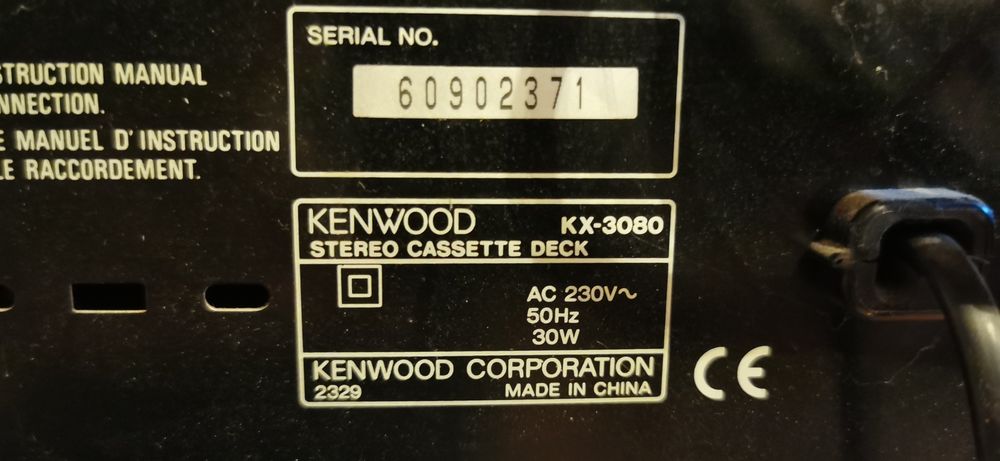 SERIAL NO.
60902371
STRUCTION MANUAL
NNECTION.
E MANUEL D'INSTRUCTION
LE RACCORDEMENT.
KENWOOD KX-3080
STEREO CASSETTE DECK
AC 230V~
50Hz
30W
KENWOOD CORPORATION
2329 MADE IN CHINA
CE